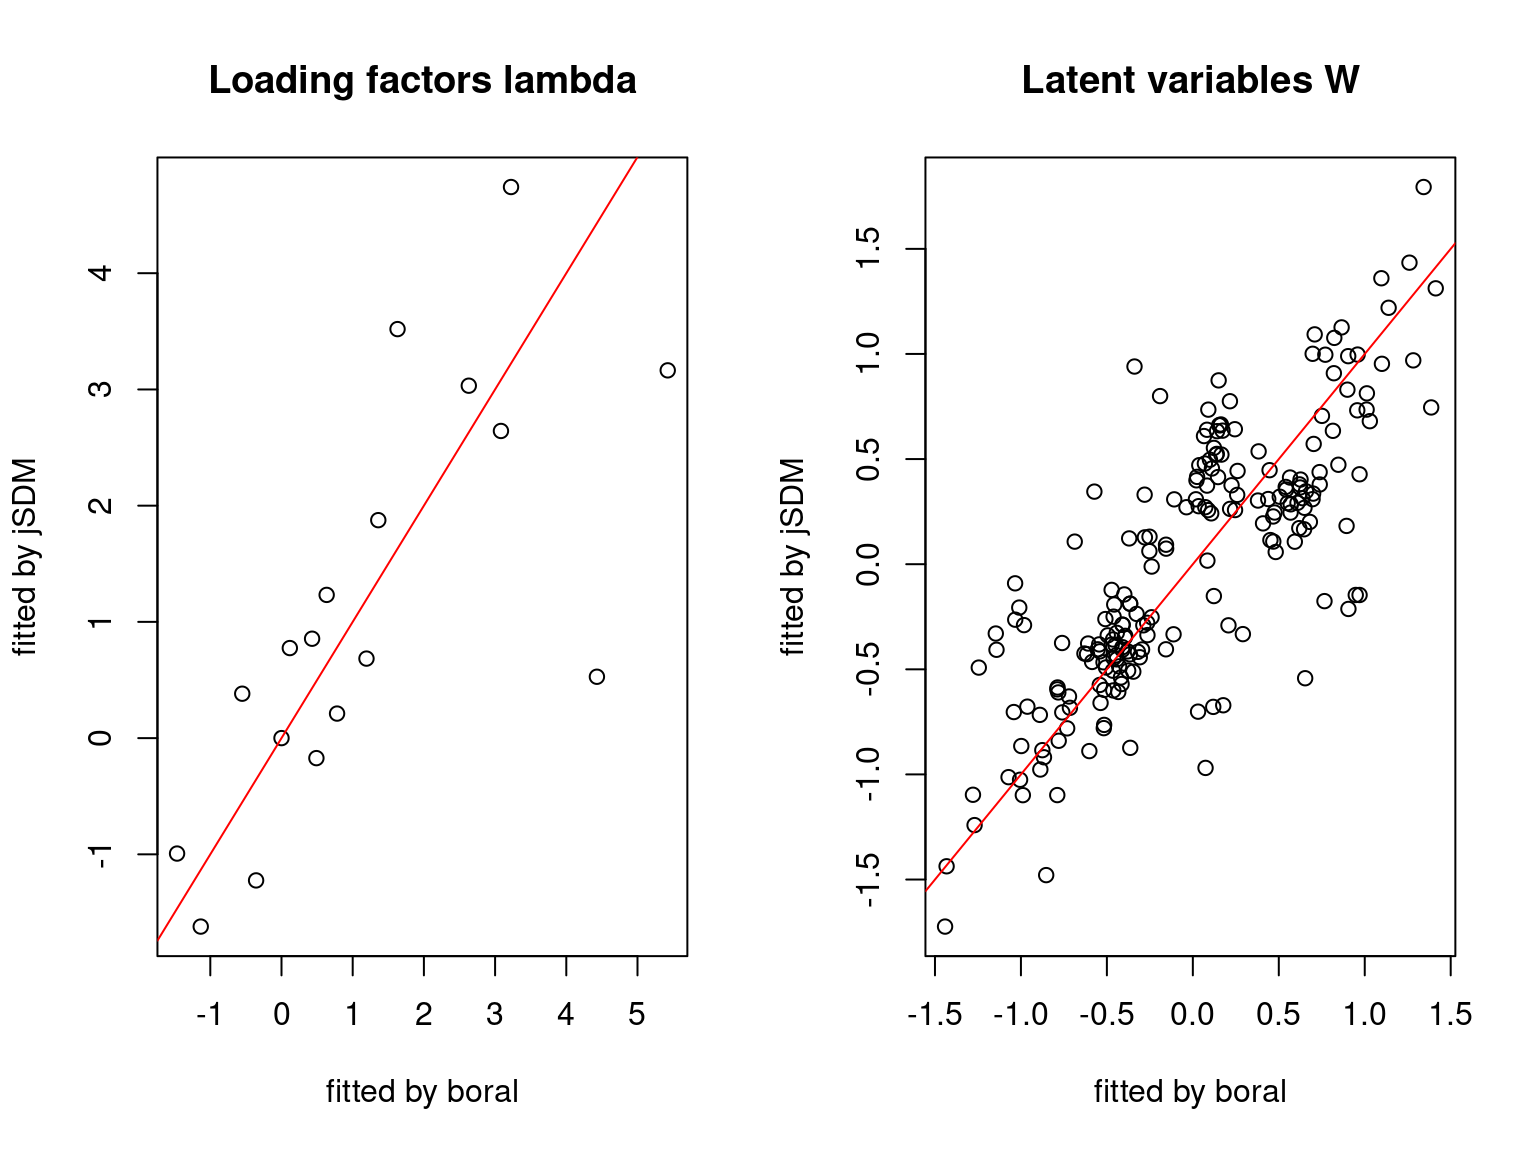 Loading factors lambda
fitted by jSDM
4
3
2
1
0
-1
-1 0 1 2 3 4 5
fitted by boral
Latent variables W
fitted by jSDM
1.5
1.0
0.5
0.0
-0.5
-1.0
-1.5
-1.5 -1.0 -0.5 0.0 0.5 1.0 1.5
fitted by boral